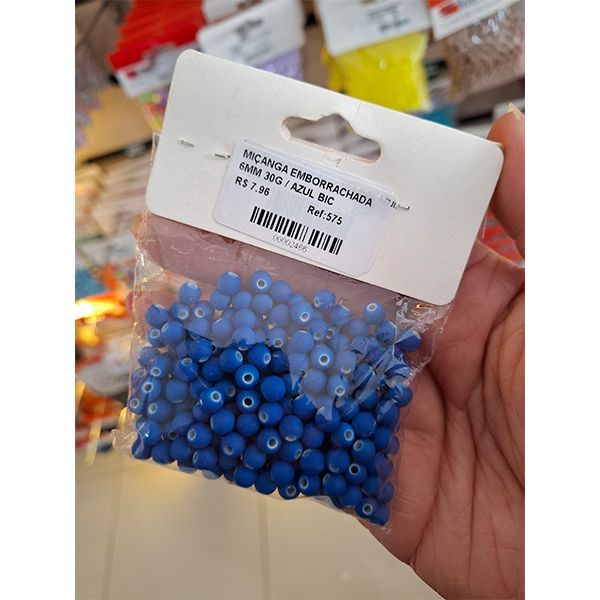 MIÇANGA EMBORRACHADA
6MM 30G / AZUL BIC
R$ 7.96
Ref:575
00002466